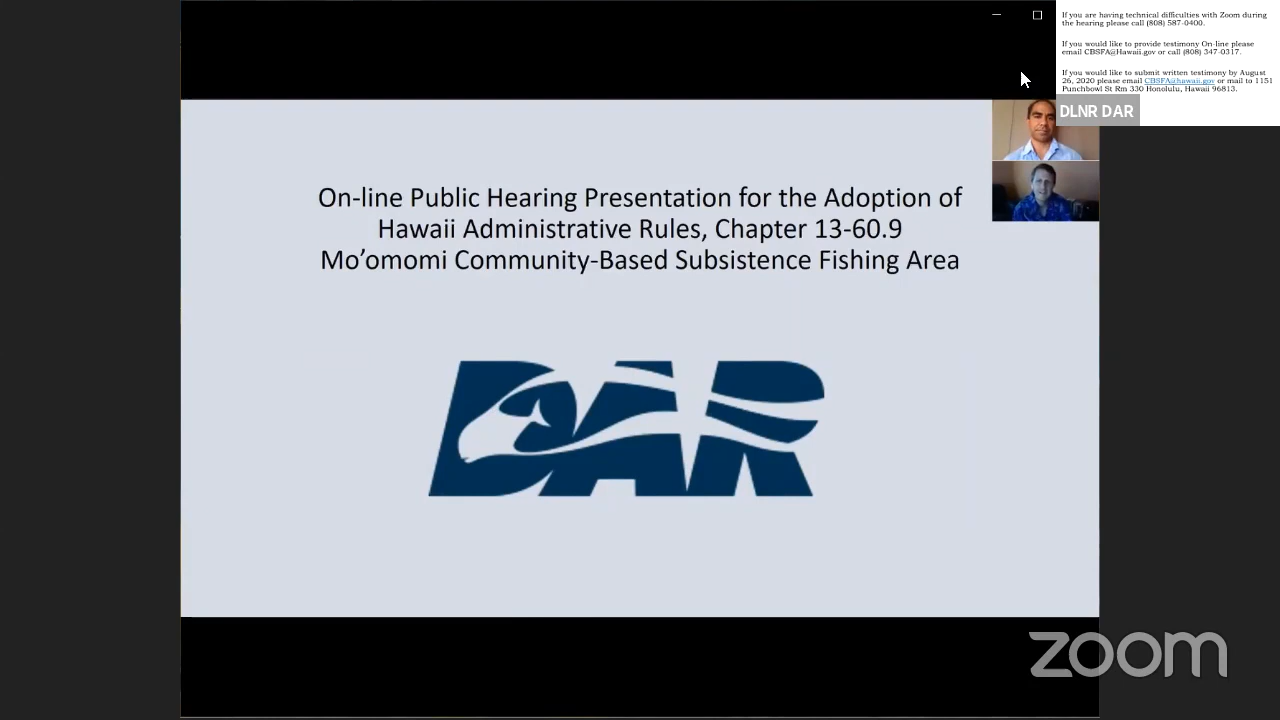 If you are having technical difficulties with Zoom during
the hearing please call (808) 587-0400.
If you would like to provide testimony On-line please
email CBSFA@Hawaii.gov or call (808) 347-0317.
If you would like to submit written testimony by August
26, 2020 please email CBSFA@hawaii.gov or mail to 1151
Punchbowl St Rm 330 Honolulu, Hawaii 96813.
DLNR DAR
On-line Public Hearing Presentation for the Adoption of
Hawaii Administrative Rules, Chapter 13-60.9
Mo’omomi Community-Based Subsistence Fishing Area
DAR
zoom